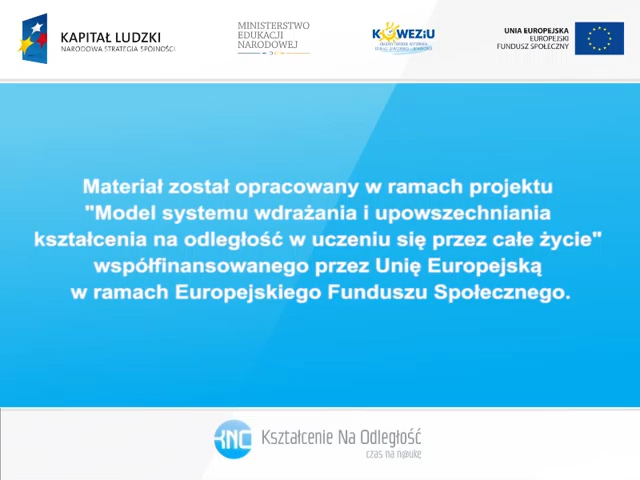 KAPITAŁ LUDZKI
NARODOWA STRATEGIA SPÓJNOŚCI
MINISTERSTWO
EDUKACJI
NARODOWEJ
KOWEZiU
UNIA EUROPEJSKA
EUROPEJSKI
FUNDUSZ SPOŁECZNY
Materiał został opracowany w ramach projektu
"Model systemu wdrażania i upowszechniania
kształcenia na odległość w uczeniu się przez całe życie"
współfinansowanego przez Unię Europejską
w ramach Europejskiego Funduszu Społecznego.
KNO Kształcenie Na Odległość
czas na n@ukę